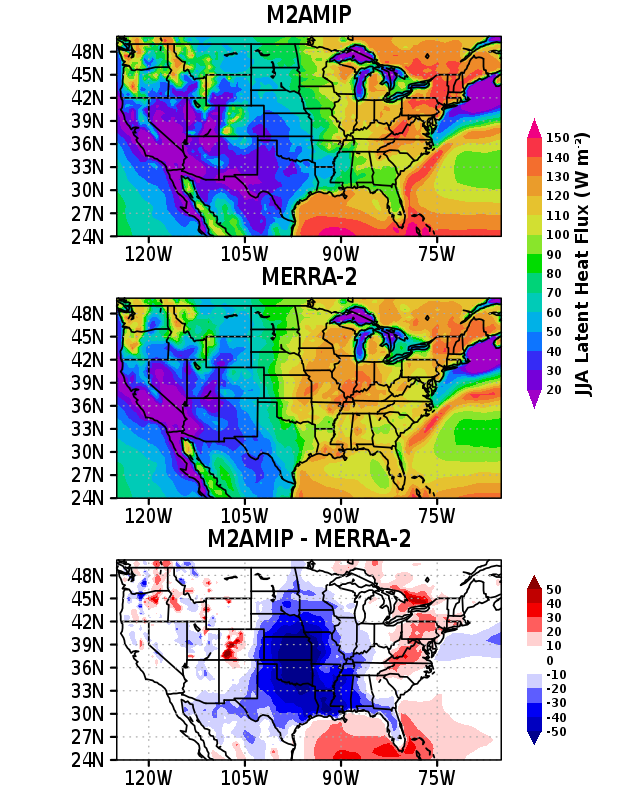 M2AMIP
48N
45N
42N
39N
36N
33N
30N
27N
24N
120W 105W 90W 75W
MERRA-2
48N
45N
42N
39N
36N
33N
30N
27N
24N
120W 105W 90W 75W
M2AMIP - MERRA-2
48N
45N
42N
39N
36N
33N
30N
27N
24N
120W 105W 90W 75W
150
140
130
120
110
100
90
80
70
60
50
40
30
20
JJA Latent Heat Flux (W m⁻²)
50
40
30
20
10
0
-10
-20
-30
-40
-50